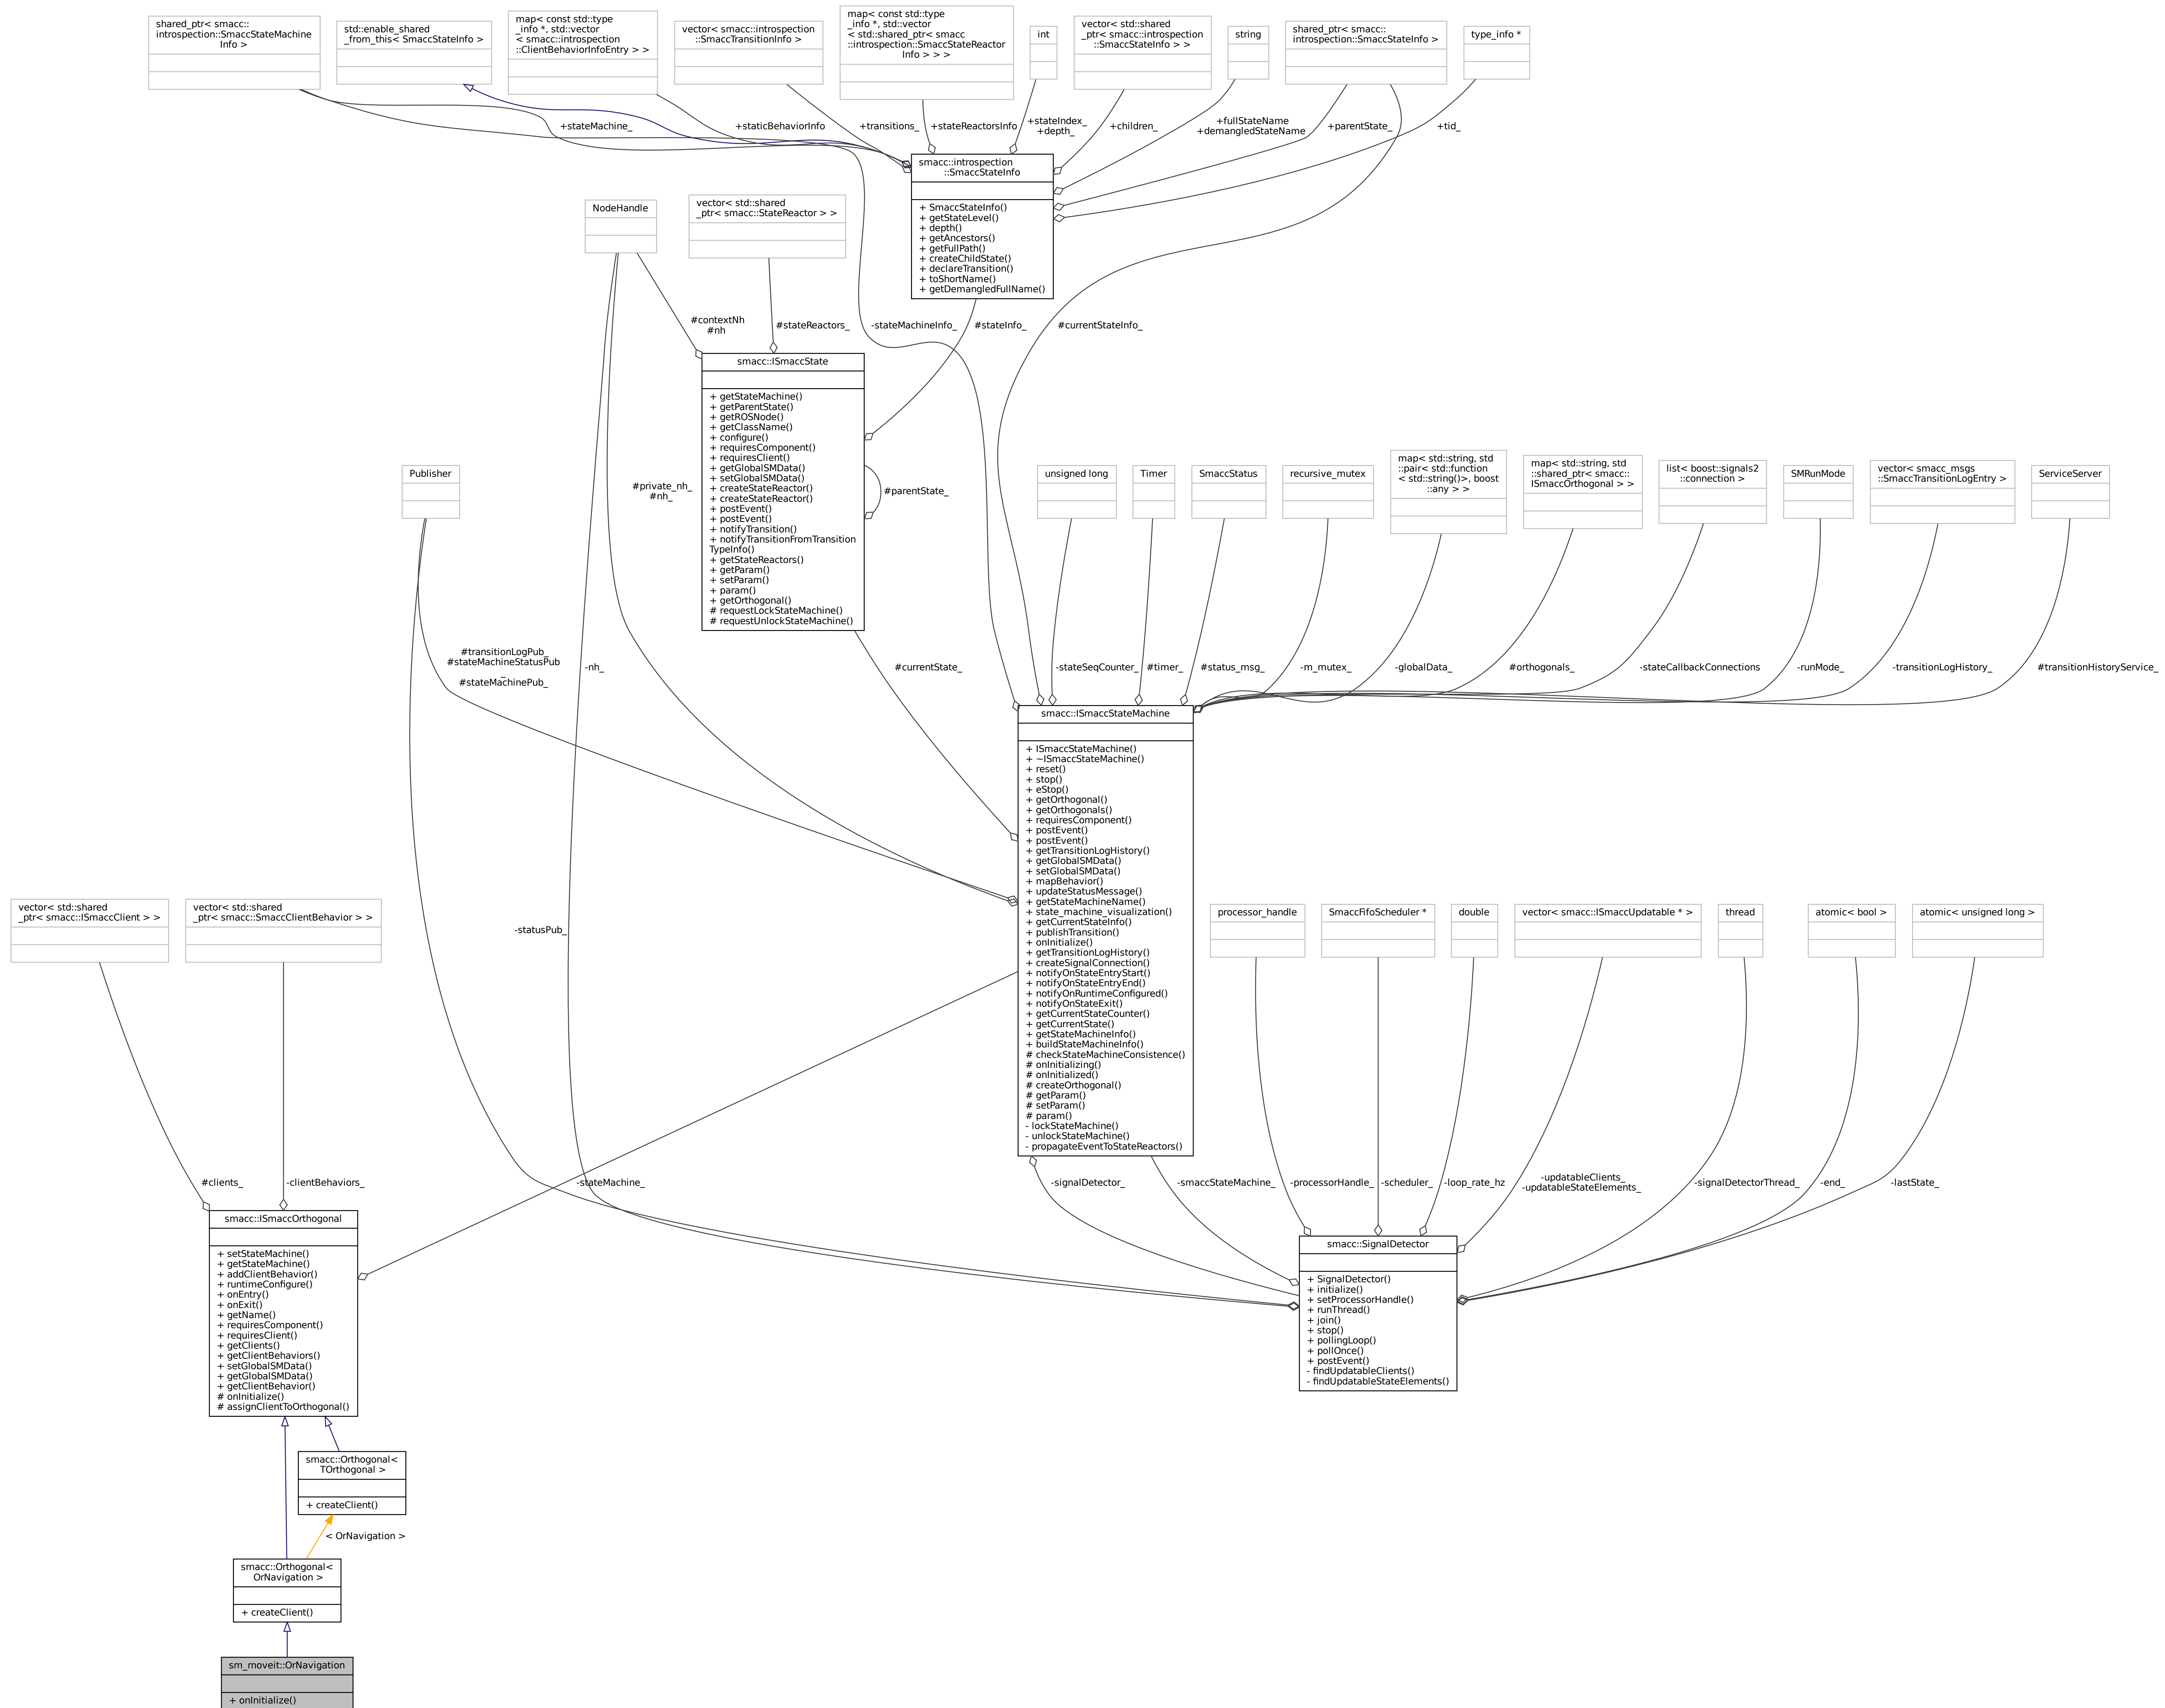 shared_ptr< smacc::
introspection::SmaccStateMachine
Info >
std::enable_shared
_from_this< SmaccStateInfo >
map< const std::type
_info *, std::vector
< smacc::introspection
::ClientBehaviorInfoEntry > >
vector< smacc::introspection
::SmaccTransitionInfo >
map< const std::type
_info *, std::vector
< std::shared_ptr< smacc
::introspection::SmaccStateReactor
Info > > >
int
vector< std::shared
_ptr< smacc::introspection
::SmaccStateInfo > >
string
shared_ptr< smacc::
introspection::SmaccStateInfo >
type_info *
+stateMachine_
+staticBehaviorInfo
+transitions_
+stateReactorsInfo
+stateIndex_
+depth_
+children_
+fullStateName
+demangledStateName
+parentState_
+tid_
smacc::introspection
::SmaccStateInfo
+ SmaccStateInfo()
+ getStateLevel()
+ depth()
+ getAncestors()
+ getFullPath()
+ createChildState()
+ declareTransition()
+ toShortName()
+ getDemangledFullName()
NodeHandle
vector< std::shared
_ptr< smacc::StateReactor > >
#contextNh
#nh
#stateReactors_
-stateMachineInfo_
#stateInfo_
#currentStateInfo_
smacc::ISmaccState
+ getStateMachine()
+ getParentState()
+ getROSNode()
+ getClassName()
+ configure()
+ requiresComponent()
+ requiresClient()
+ getGlobalSMData()
+ setGlobalSMData()
+ createStateReactor()
+ createStateReactor()
+ postEvent()
+ postEvent()
+ notifyTransition()
+ notifyTransitionFromTransition
TypeInfo()
+ getStateReactors()
+ getParam()
+ setParam()
+ param()
+ getOrthogonal()
# requestLockStateMachine()
# requestUnlockStateMachine()
#parentState_
#private_nh_
#nh_
Publisher
unsigned long
Timer
SmaccStatus
recursive_mutex
map< std::string, std
::pair< std::function
< std::string()>, boost
::any > >
map< std::string, std
::shared_ptr< smacc::
ISmaccOrthogonal > >
list< boost::signals2
::connection >
SMRunMode
vector< smacc_msgs
::SmaccTransitionLogEntry >
ServiceServer
#transitionLogPub_
#stateMachineStatusPub
_
#stateMachinePub_
-nh_
#currentState_
-stateSeqCounter_
#timer_
#status_msg_
-m_mutex_
-globalData_
#orthogonals_
-stateCallbackConnections
-runMode_
-transitionLogHistory_
#transitionHistoryService_
smacc::ISmaccStateMachine
+ ISmaccStateMachine()
+ ~ISmaccStateMachine()
+ reset()
+ stop()
+ eStop()
+ getOrthogonal()
+ getOrthogonals()
+ requiresComponent()
+ postEvent()
+ postEvent()
+ getTransitionLogHistory()
+ getGlobalSMData()
+ setGlobalSMData()
+ mapBehavior()
+ updateStatusMessage()
+ getStateMachineName()
+ state_machine_visualization()
+ getCurrentStateInfo()
+ publishTransition()
+ onInitialize()
+ getTransitionLogHistory()
+ createSignalConnection()
+ notifyOnStateEntryStart()
+ notifyOnStateEntryEnd()
+ notifyOnRuntimeConfigured()
+ notifyOnStateExit()
+ getCurrentStateCounter()
+ getCurrentState()
+ getStateMachineInfo()
+ buildStateMachineInfo()
# checkStateMachineConsistence()
# onInitializing()
# onInitialized()
# createOrthogonal()
# getParam()
# setParam()
# param()
- lockStateMachine()
- unlockStateMachine()
- propagateEventToStateReactors()
vector< std::shared
_ptr< smacc::ISmaccClient > >
vector< std::shared
_ptr< smacc::SmaccClientBehavior > >
-statusPub_
processor_handle
SmaccFifoScheduler *
double
vector< smacc::ISmaccUpdatable * >
thread
atomic< bool >
atomic< unsigned long >
#clients_
-clientBehaviors_
-stateMachine_
-signalDetector_
-smaccStateMachine_
-processorHandle_
-scheduler_
-loop_rate_hz
-updatableClients_
-updatableStateElements_
-signalDetectorThread_
-end_
-lastState_
smacc::ISmaccOrthogonal
+ setStateMachine()
+ getStateMachine()
+ addClientBehavior()
+ runtimeConfigure()
+ onEntry()
+ onExit()
+ getName()
+ requiresComponent()
+ requiresClient()
+ getClients()
+ getClientBehaviors()
+ setGlobalSMData()
+ getGlobalSMData()
+ getClientBehavior()
# onInitialize()
# assignClientToOrthogonal()
smacc::SignalDetector
+ SignalDetector()
+ initialize()
+ setProcessorHandle()
+ runThread()
+ join()
+ stop()
+ pollingLoop()
+ pollOnce()
+ postEvent()
- findUpdatableClients()
- findUpdatableStateElements()
smacc::Orthogonal<
TOrthogonal >
+ createClient()
< OrNavigation >
smacc::Orthogonal<
OrNavigation >
+ createClient()
sm_moveit::OrNavigation
+ onInitialize()